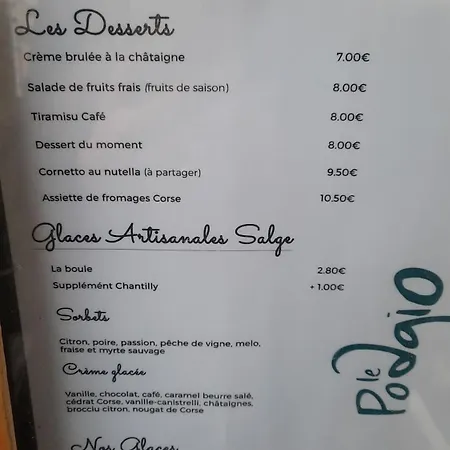 Les Desserts
Crème brulée à la châtaigne 7.00€
Salade de fruits frais (fruits de saison) 8.00€
Tiramisu Café 8.00€
Dessert du moment 8.00€
Cornetto au nutella (à partager) 9.50€
Assiette de fromages Corse 10.50€
Glaces Artisanales Salge
La boule 2.80€
Supplémént Chantilly + 1.00€
Sorbets
Citron, poire, passion, pêche de vigne, melo,
fraise et myrte sauvage
Crème glacée
Vanille, chocolat, café, caramel beurre salé,
cédrat Corse, vanille-canistrelli, châtaignes,
brocciu citron, nougat de Corse
Nos Glaces
le
Podgio